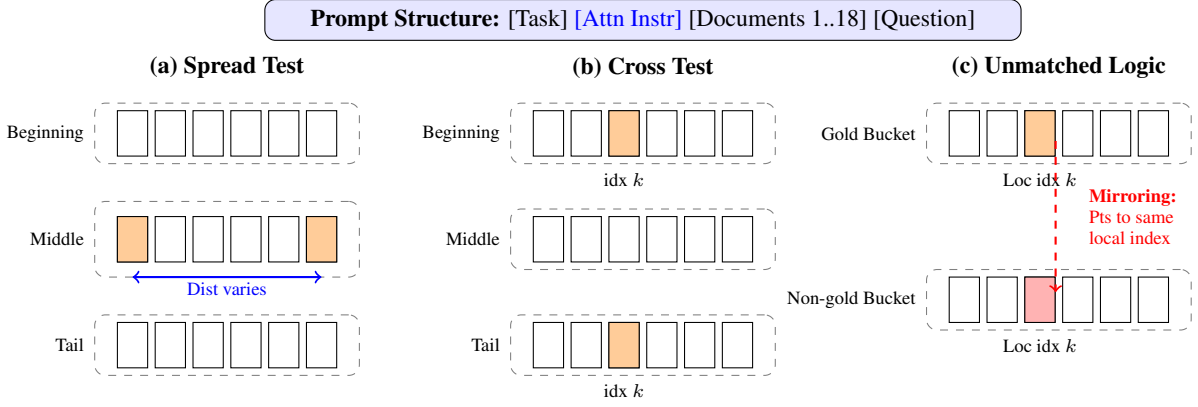 Prompt Structure: [Task] [Attn Instr] [Documents 1..18] [Question]
(a) Spread Test
Beginning
Middle
Dist varies
Tail
(b) Cross Test
Beginning
idx k
Middle
Tail
idx k
(c) Unmatched Logic
Gold Bucket
Loc idx k
Mirroring:
Pts to same
local index
Non-gold Bucket
Loc idx k